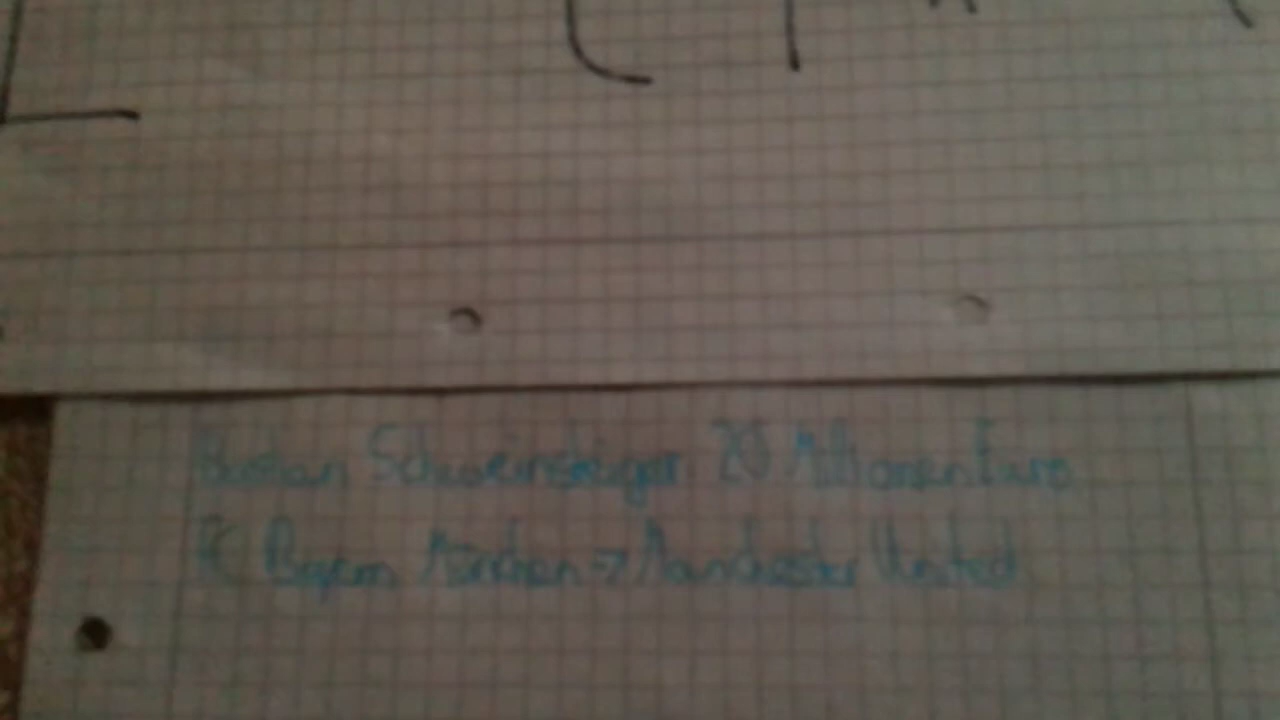 Bastian Schweinsteiger 20 Millionen Euro
FC Bayern München → Manchester United